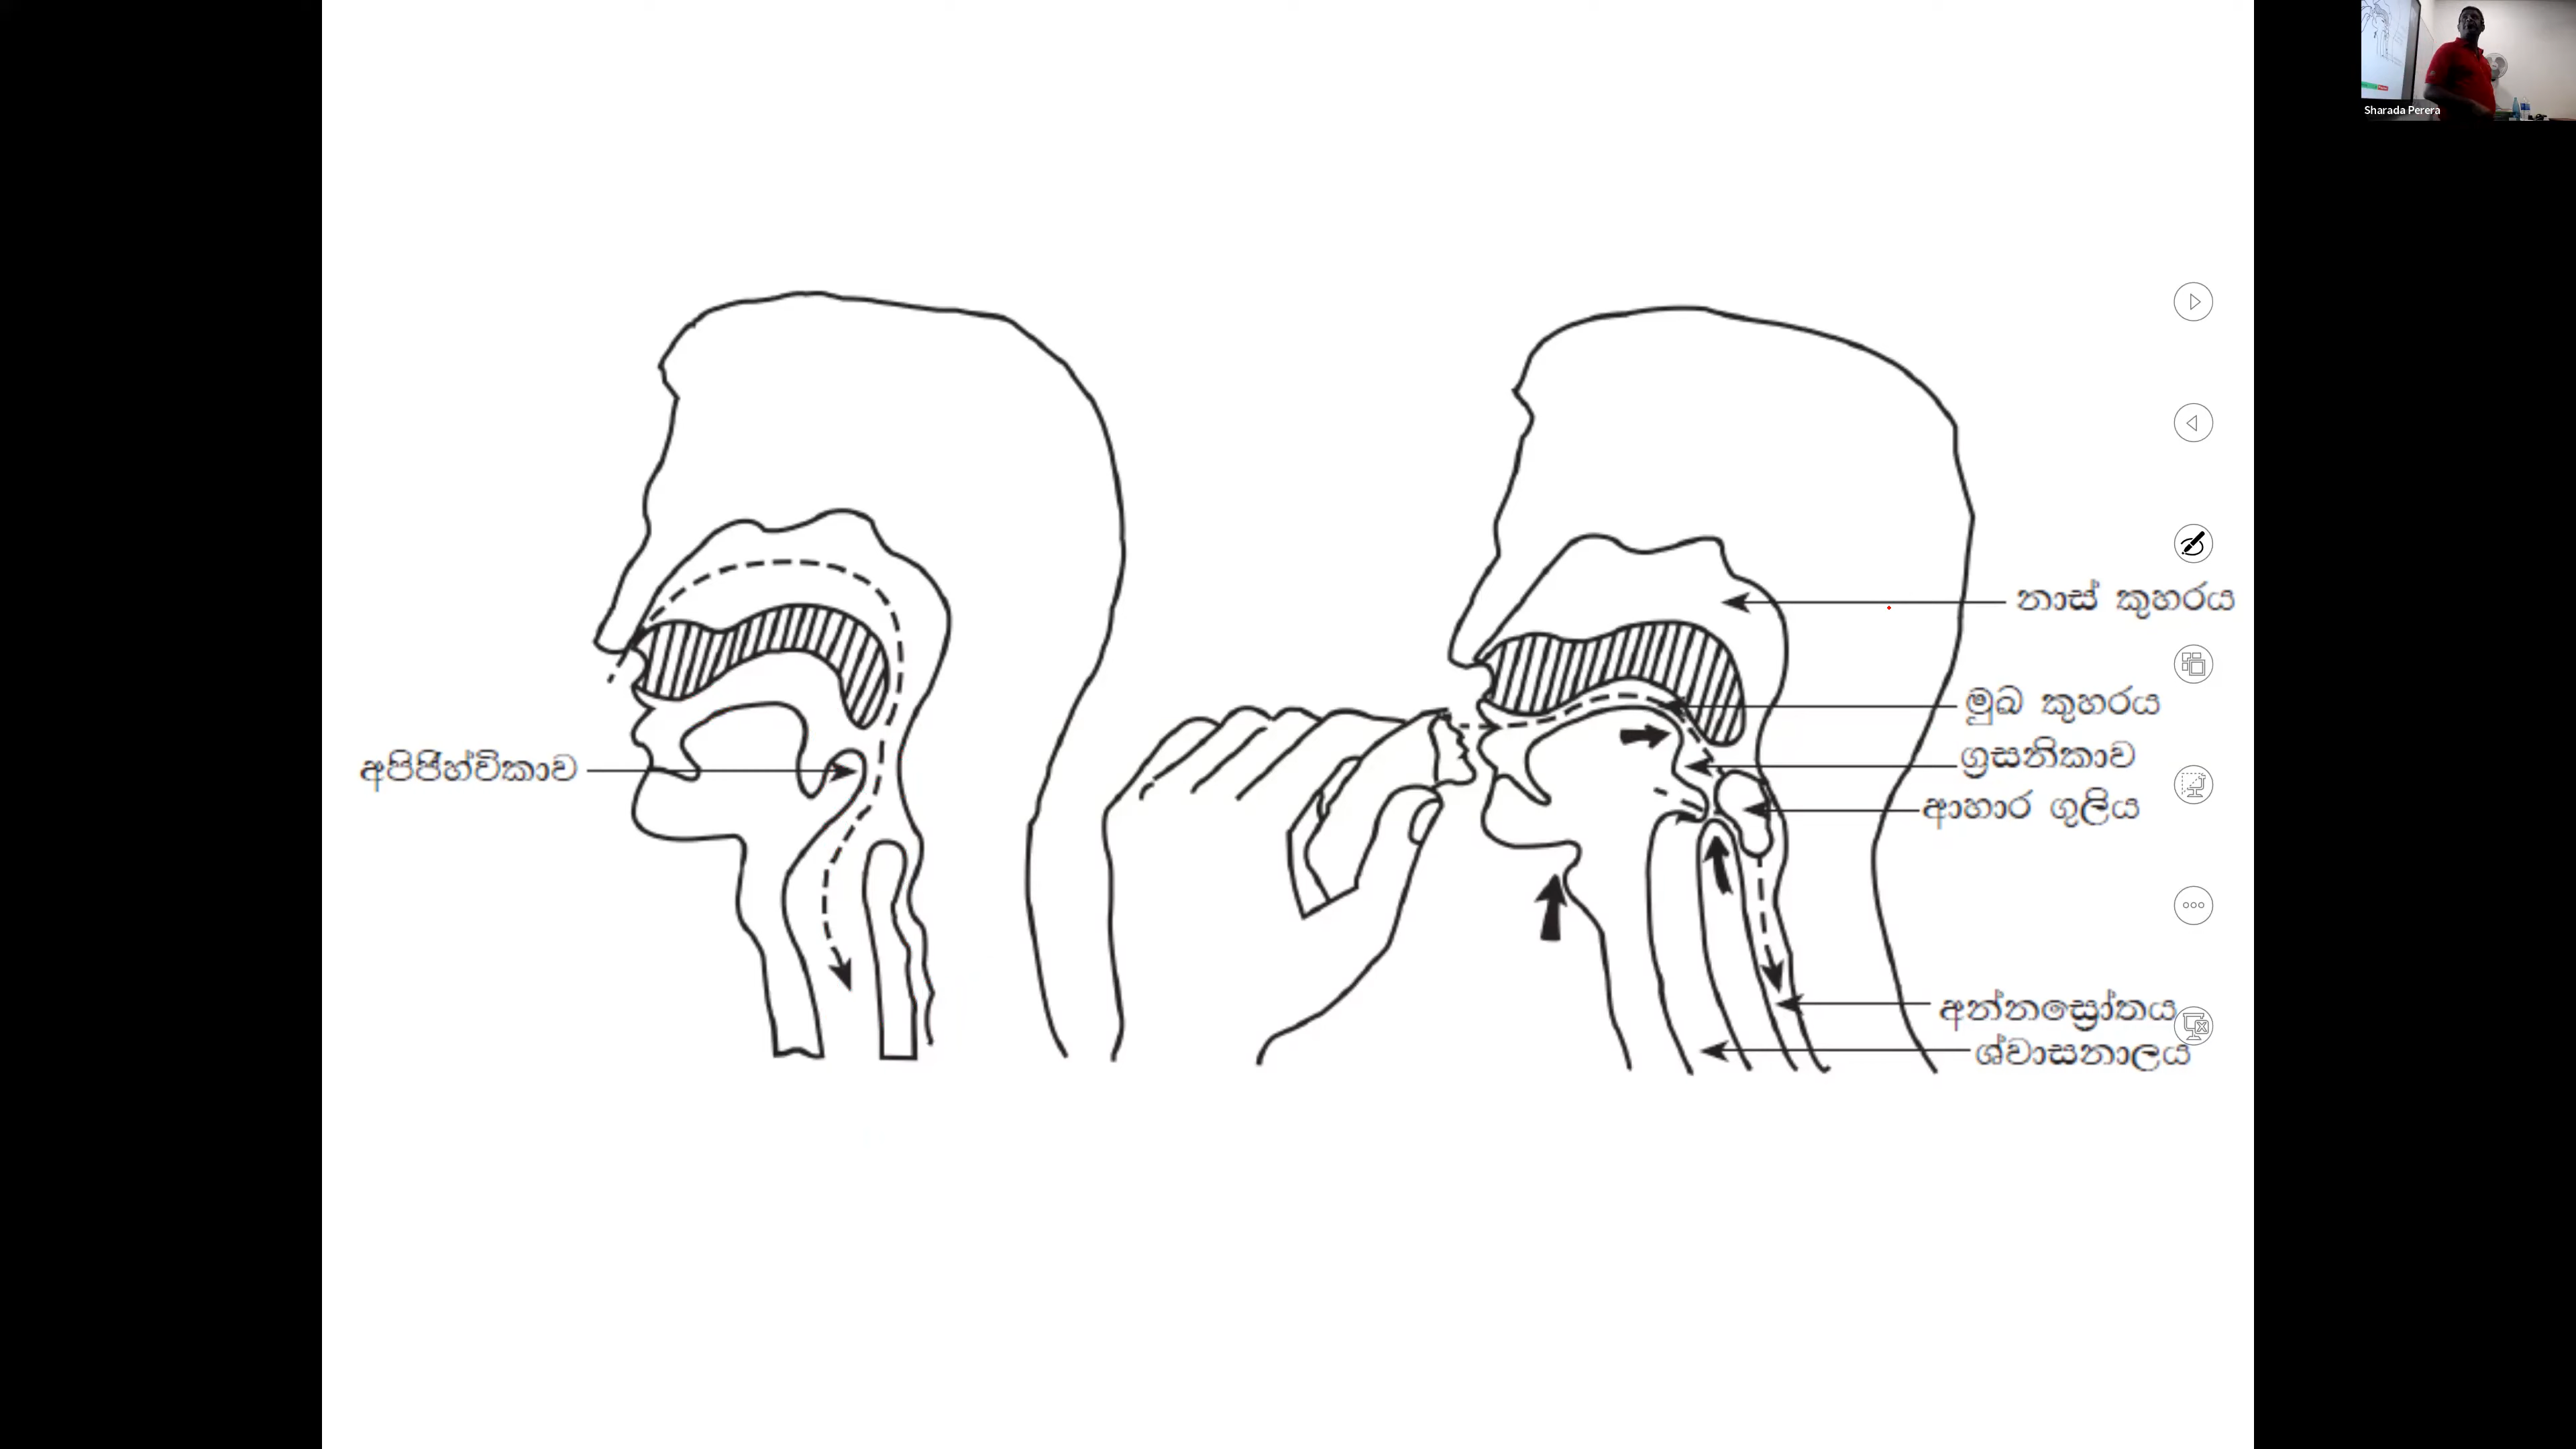 Sharada Perera
නාස් කුහරය
මුඛ කුහරය
ග්‍රසනිකාව
ආහාර ගුලිය
අන්නස්‍රෝතය
ශ්වාසනාලය
අපිජිහ්විකාව